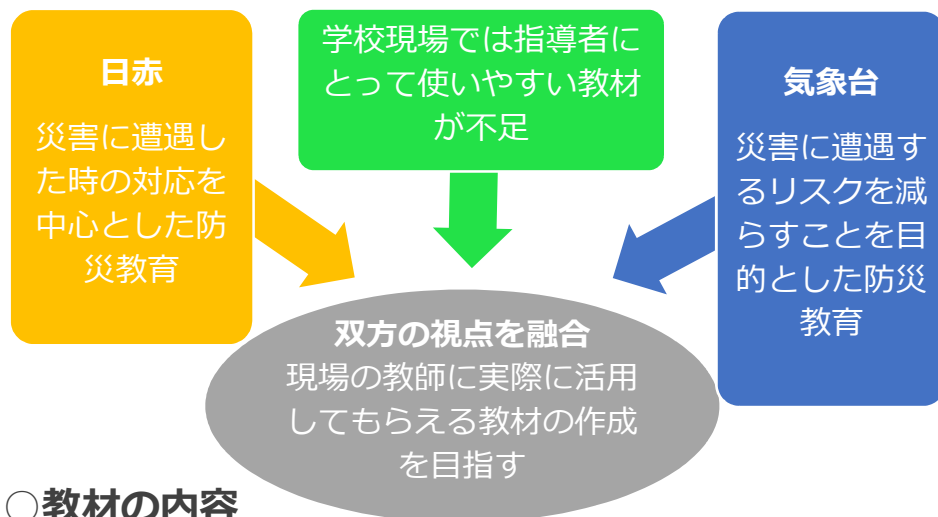 日赤
災害に遭遇し
た時の対応を
中心とした防
災教育
学校現場では指導者に
とって使いやすい教材
が不足
気象台
災害に遭遇す
るリスクを減
らすことを目
的とした防災
教育
双方の視点を融合
現場の教師に実際に活用
してもらえる教材の作成
を目指す
○教材の内容